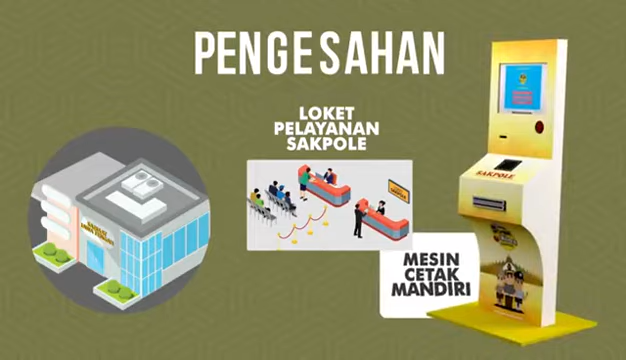 PENGESAHAN
LOKET
PELAYANAN
SAKPOLE
SAKPOLE
MESIN
CETAK
MANDIRI